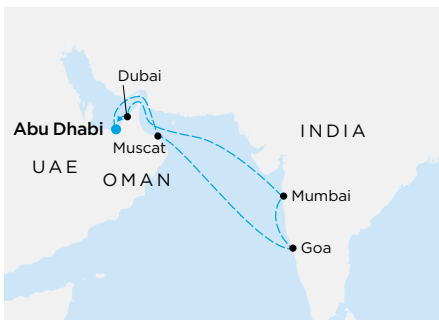 Dubai
Abu Dhabi
INDIA
Muscat
UAE
OMAN
Mumbai
Goa